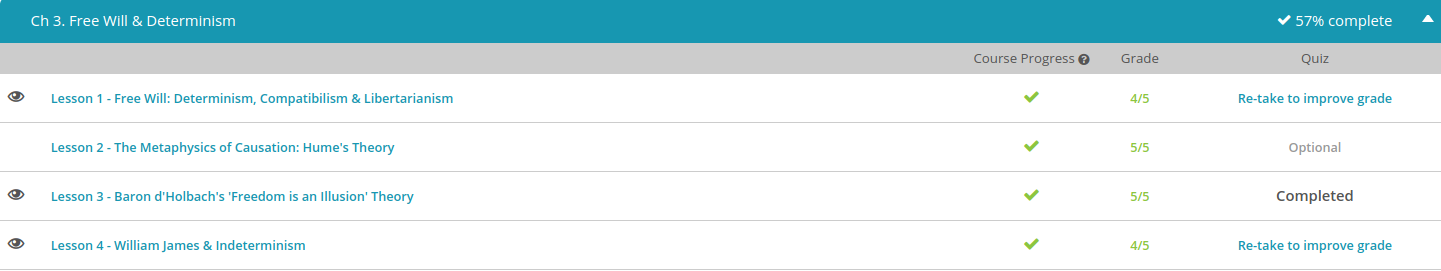 Ch 3. Free Will & Determinism 57% complete
Course Progress Grade Quiz
Lesson 1 - Free Will: Determinism, Compatibilism & Libertarianism 4/5 Re-take to improve grade
Lesson 2 - The Metaphysics of Causation: Hume's Theory 5/5 Optional
Lesson 3 - Baron d'Holbach's 'Freedom is an Illusion' Theory 5/5 Completed
Lesson 4 - William James & Indeterminism 4/5 Re-take to improve grade